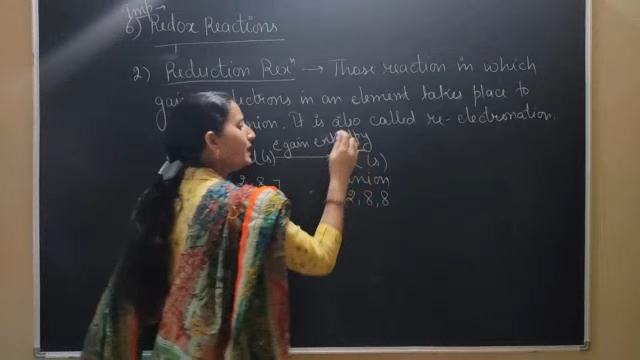 imp →
6) Redox Reactions
2) Reduction Rexⁿ → Those reaction in which
gain electrons in an element takes place to
anion. It is also called re-electronation.
e gain enthalpy
(s) (s)
anion
2, 8, 7 2, 8, 8